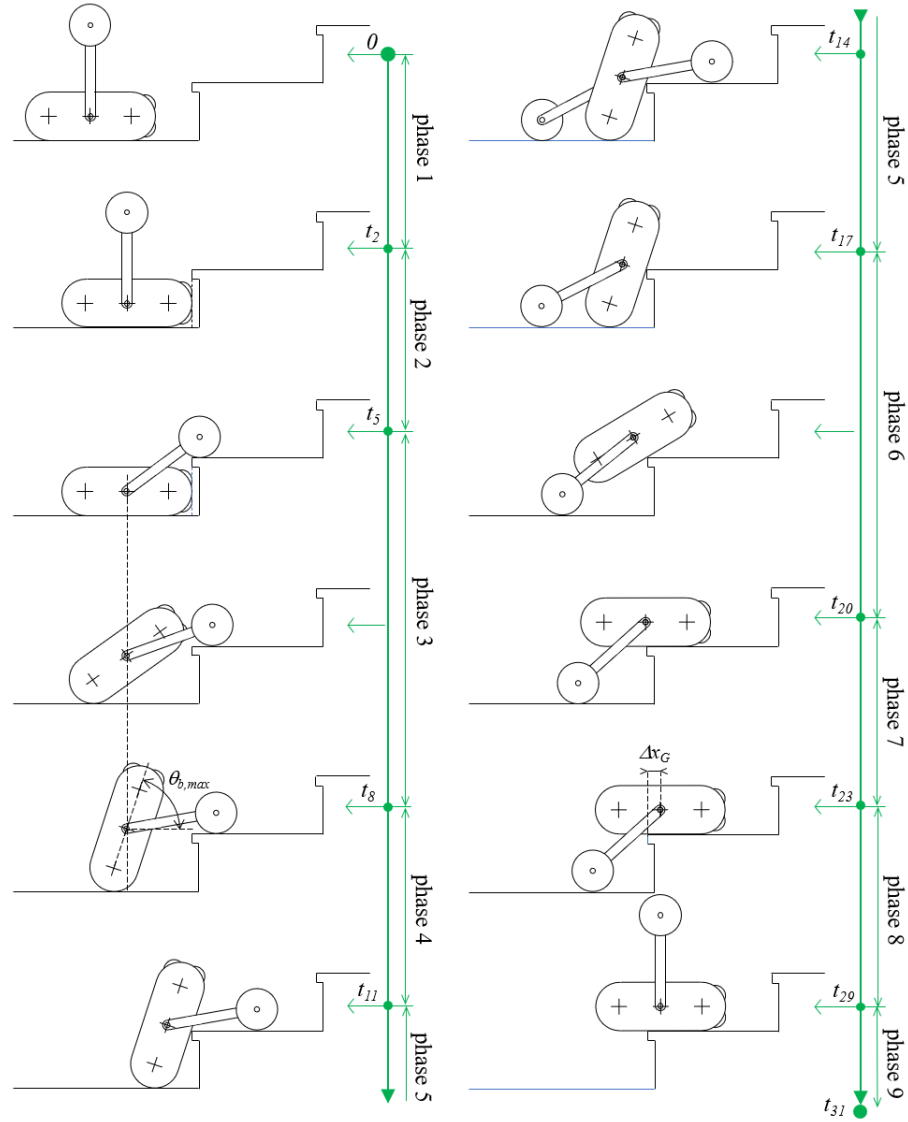 0
phase 1
t2
phase 2
t5
phase 3
θb,max
t8
phase 4
t11
phase 5
t14
phase 5
t17
phase 6
t20
phase 7
ΔxG
t23
phase 8
t29
phase 9
t31